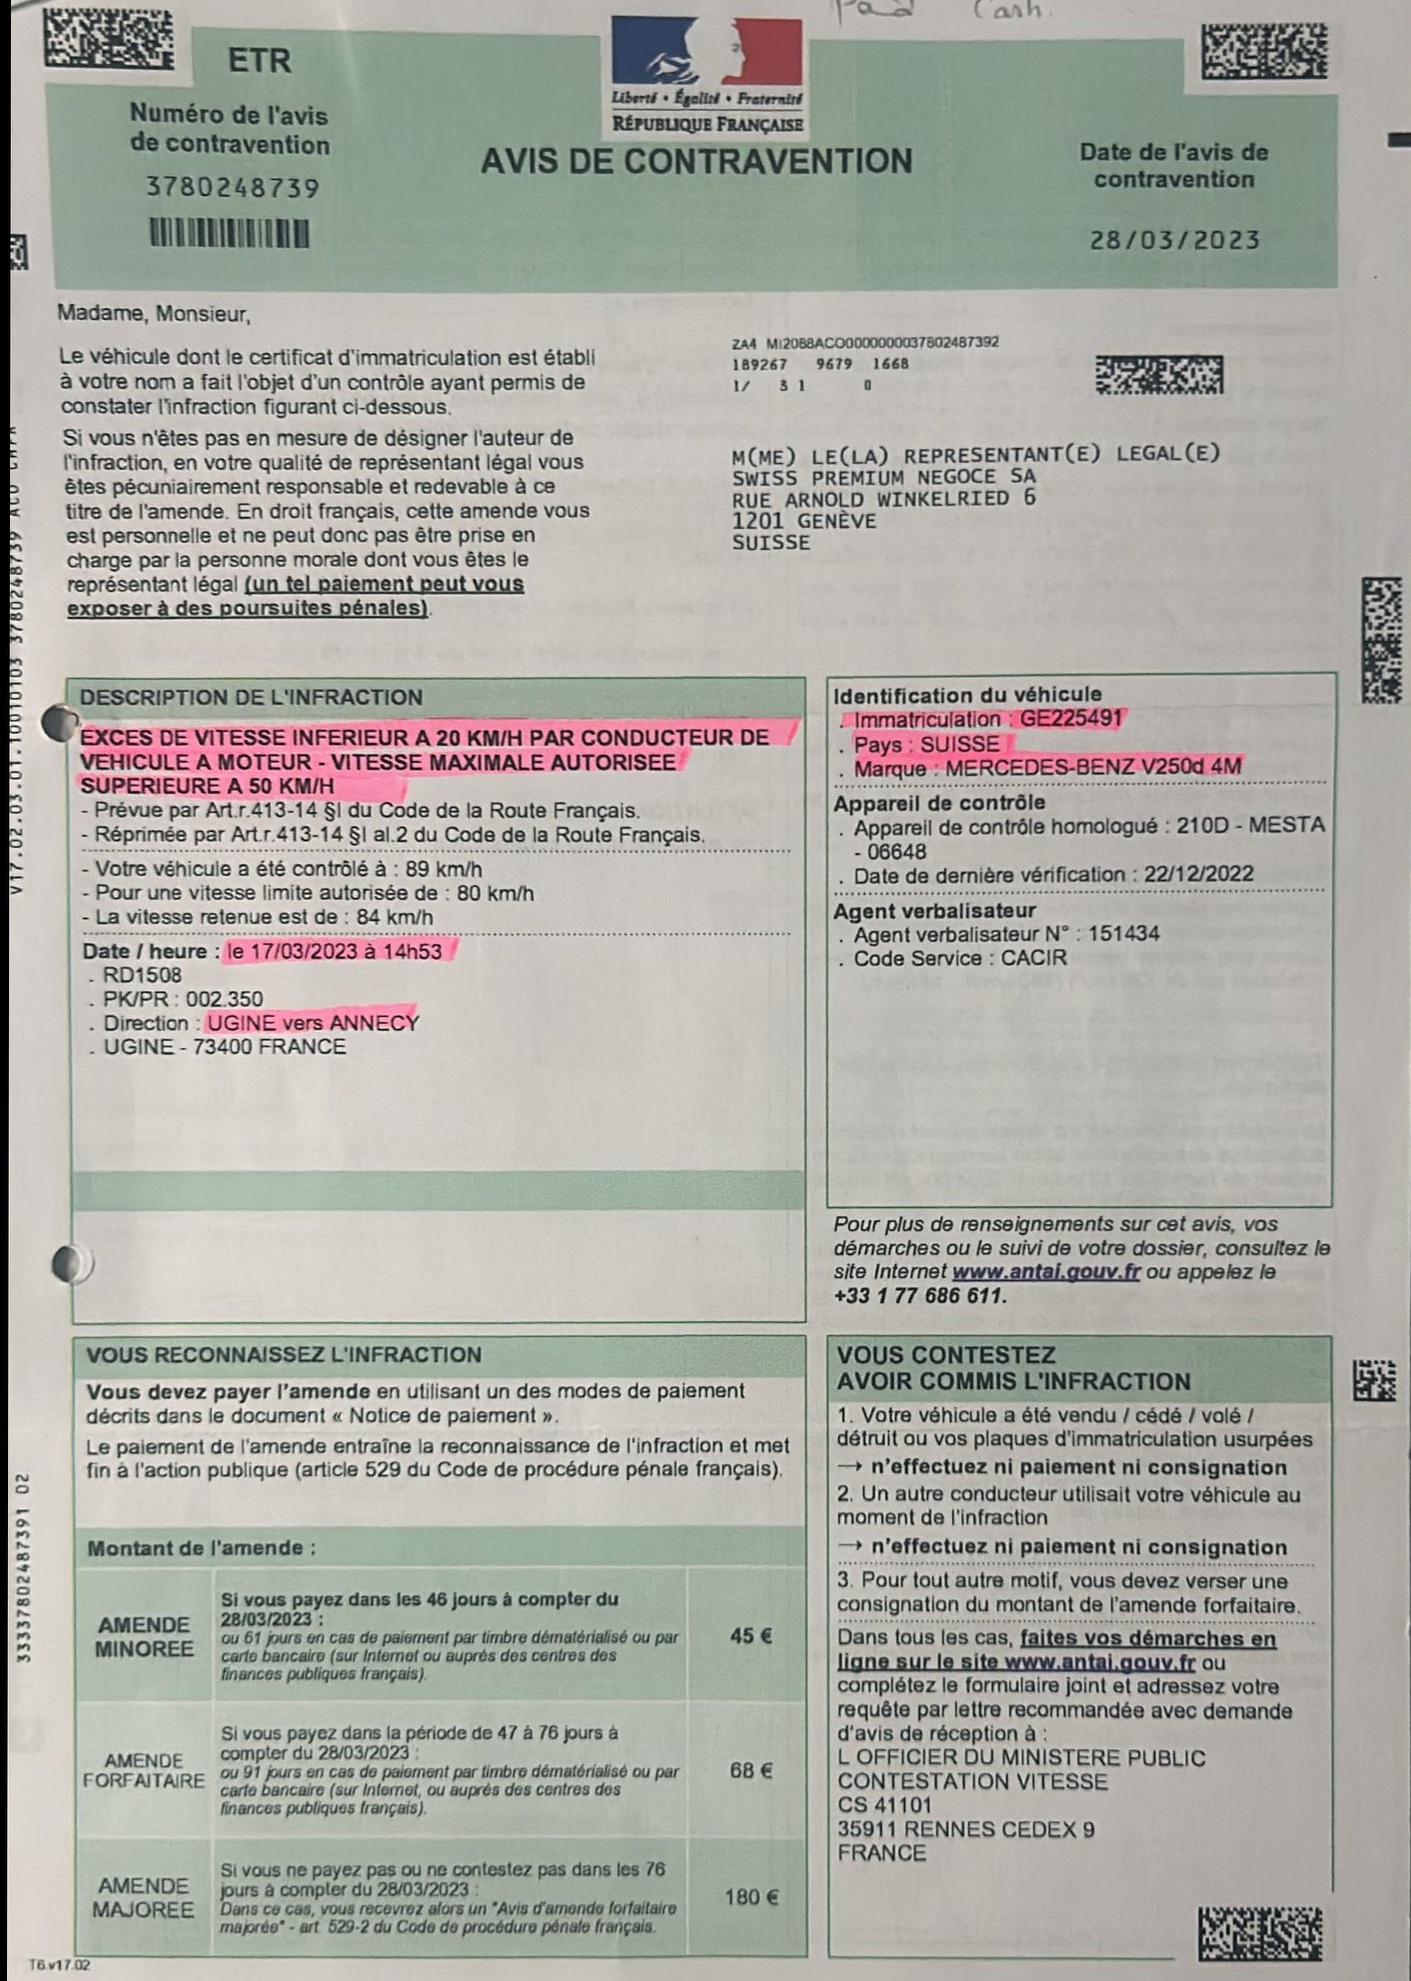 Paid Cash.
ETR
Numéro de l'avis
de contravention
3780248739
Liberté • Égalité • Fraternité
RÉPUBLIQUE FRANÇAISE
AVIS DE CONTRAVENTION
Date de l'avis de
contravention
28/03/2023
Madame, Monsieur,
Le véhicule dont le certificat d'immatriculation est établi
à votre nom a fait l'objet d'un contrôle ayant permis de
constater l'infraction figurant ci-dessous.
Si vous n'êtes pas en mesure de désigner l'auteur de
l'infraction, en votre qualité de représentant légal vous
êtes pécuniairement responsable et redevable à ce
titre de l'amende. En droit français, cette amende vous
est personnelle et ne peut donc pas être prise en
charge par la personne morale dont vous êtes le
représentant légal (un tel paiement peut vous
exposer à des poursuites pénales).
ZA4 MI2088ACO0000000037802487392
189267 9679 1668
1/ 31 0
M(ME) LE(LA) REPRESENTANT(E) LEGAL(E)
SWISS PREMIUM NEGOCE SA
RUE ARNOLD WINKELRIED 6
1201 GENÈVE
SUISSE
V17.02.03.01.10010103 3780248739 ACO
DESCRIPTION DE L'INFRACTION
EXCES DE VITESSE INFERIEUR A 20 KM/H PAR CONDUCTEUR DE
VEHICULE A MOTEUR - VITESSE MAXIMALE AUTORISEE
SUPERIEURE A 50 KM/H
- Prévue par Art.r.413-14 §I du Code de la Route Français.
- Réprimée par Art.r.413-14 §I al.2 du Code de la Route Français.
- Votre véhicule a été contrôlé à : 89 km/h
- Pour une vitesse limite autorisée de : 80 km/h
- La vitesse retenue est de : 84 km/h
Date / heure : le 17/03/2023 à 14h53
. RD1508
. PK/PR : 002.350
. Direction : UGINE vers ANNECY
. UGINE - 73400 FRANCE
Identification du véhicule
. Immatriculation : GE225491
. Pays : SUISSE
. Marque : MERCEDES-BENZ V250d 4M
Appareil de contrôle
. Appareil de contrôle homologué : 210D - MESTA
- 06648
. Date de dernière vérification : 22/12/2022
Agent verbalisateur
. Agent verbalisateur N° : 151434
. Code Service : CACIR
Pour plus de renseignements sur cet avis, vos
démarches ou le suivi de votre dossier, consultez le
site Internet www.antai.gouv.fr ou appelez le
+33 1 77 686 611.
VOUS RECONNAISSEZ L'INFRACTION
Vous devez payer l'amende en utilisant un des modes de paiement
décrits dans le document « Notice de paiement ».
Le paiement de l'amende entraîne la reconnaissance de l'infraction et met
fin à l'action publique (article 529 du Code de procédure pénale français).
Montant de l'amende :
AMENDE
MINOREE
Si vous payez dans les 46 jours à compter du
28/03/2023 :
ou 61 jours en cas de paiement par timbre dématérialisé ou par
carte bancaire (sur Internet ou auprès des centres des
finances publiques français).
45 €
AMENDE
FORFAITAIRE
Si vous payez dans la période de 47 à 76 jours à
compter du 28/03/2023 :
ou 91 jours en cas de paiement par timbre dématérialisé ou par
carte bancaire (sur Internet, ou auprès des centres des
finances publiques français).
68 €
AMENDE
MAJOREE
Si vous ne payez pas ou ne contestez pas dans les 76
jours à compter du 28/03/2023 :
Dans ce cas, vous recevrez alors un "Avis d'amende forfaitaire
majorée" - art. 529-2 du Code de procédure pénale français.
180 €
VOUS CONTESTEZ
AVOIR COMMIS L'INFRACTION
1. Votre véhicule a été vendu / cédé / volé /
détruit ou vos plaques d'immatriculation usurpées
→ n'effectuez ni paiement ni consignation
2. Un autre conducteur utilisait votre véhicule au
moment de l'infraction
→ n'effectuez ni paiement ni consignation
3. Pour tout autre motif, vous devez verser une
consignation du montant de l'amende forfaitaire.
Dans tous les cas, faites vos démarches en
ligne sur le site www.antai.gouv.fr ou
complétez le formulaire joint et adressez votre
requête par lettre recommandée avec demande
d'avis de réception à :
L OFFICIER DU MINISTERE PUBLIC
CONTESTATION VITESSE
CS 41101
35911 RENNES CEDEX 9
FRANCE
33337802487391 02
T6.v17.02